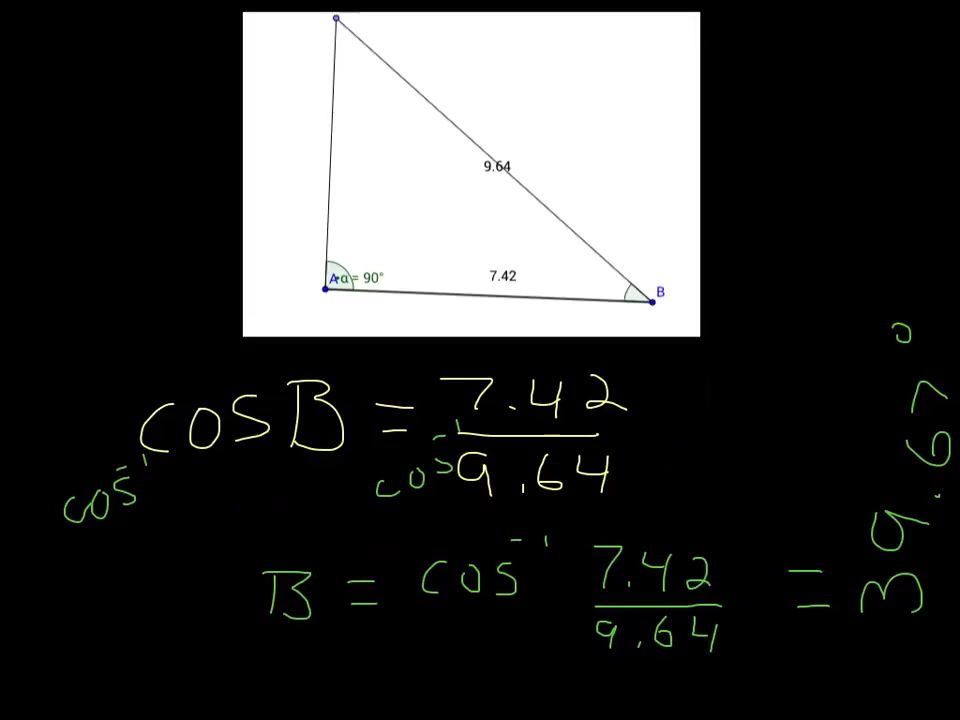 9.64
A α = 90°
7.42
B
cos B = 7.42 / 9.64
cos⁻¹ cos⁻¹
B = cos⁻¹ 7.42 / 9.64 = 39.67°